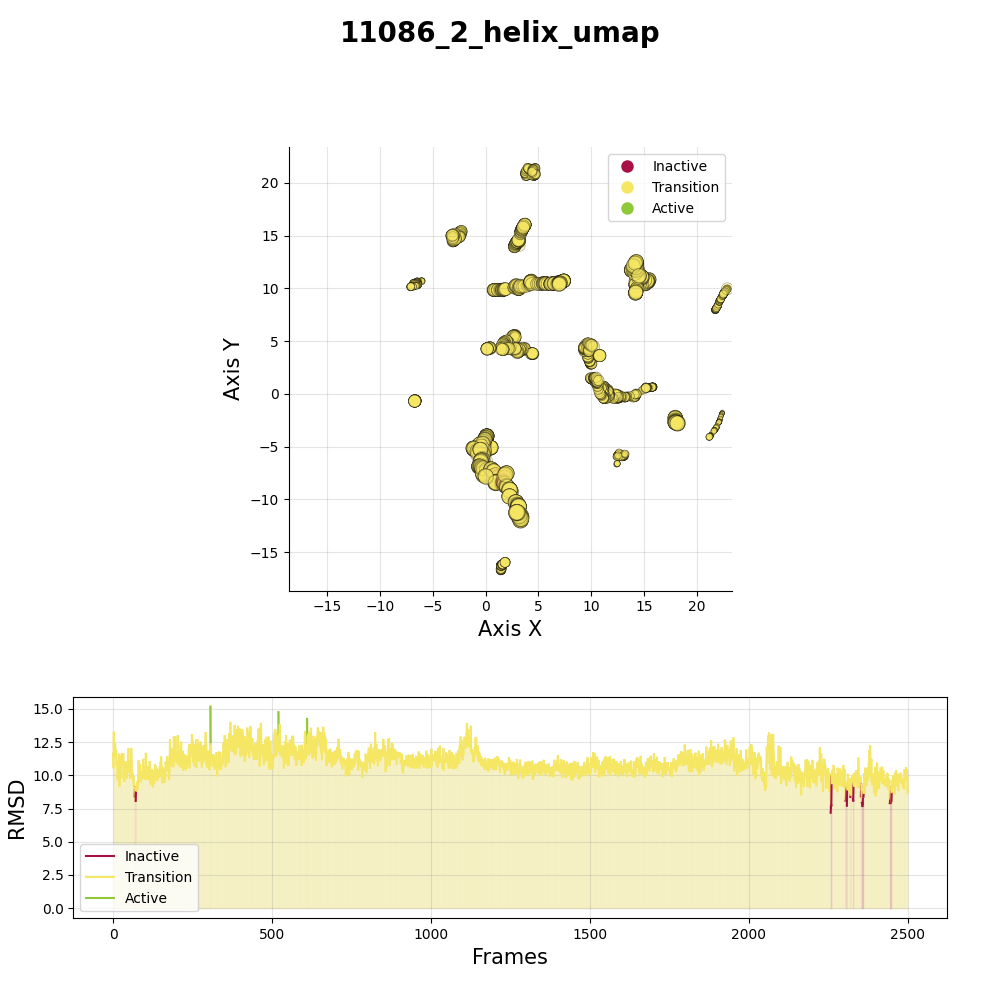 11086_2_helix_umap
Inactive
Transition
Active
20
15
10
5
0
−5
−10
−15
Axis Y
−15
−10
−5
0
5
10
15
20
Axis X
15.0
12.5
10.0
7.5
5.0
2.5
0.0
RMSD
Inactive
Transition
Active
0
500
1000
1500
2000
2500
Frames